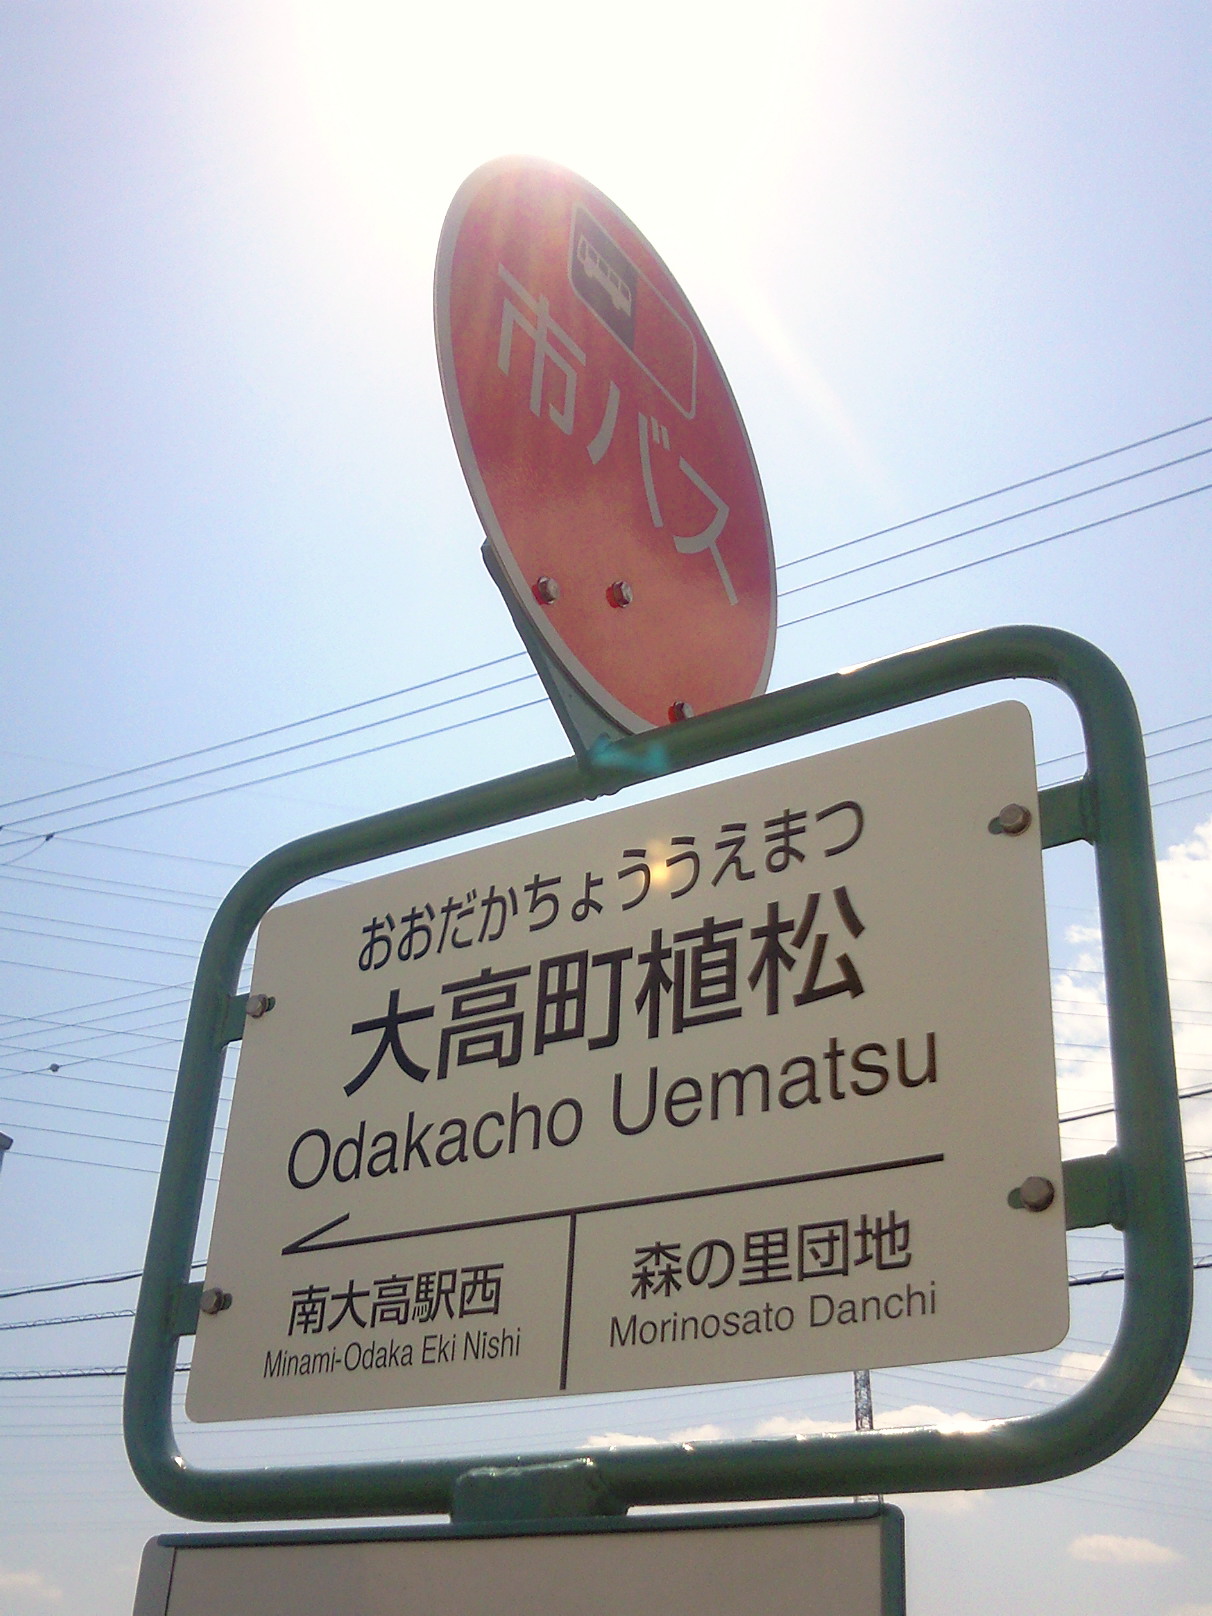 市バス
おおだかちょううえまつ
大高町植松
Odakacho Uematsu
南大高駅西
Minami-Odaka Eki Nishi
森の里団地
Morinosato Danchi